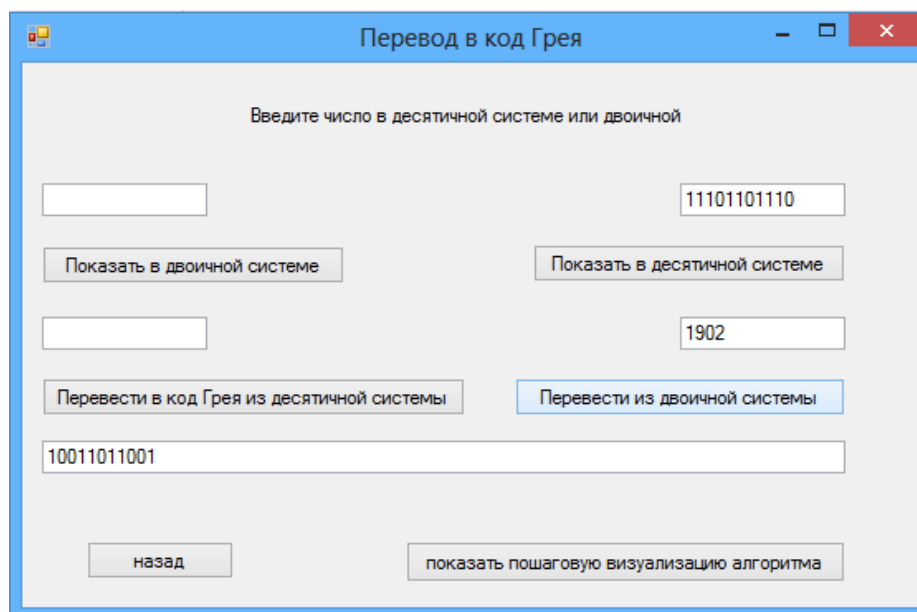 Перевод в код Грея
Введите число в десятичной системе или двоичной
11101101110
Показать в двоичной системе
Показать в десятичной системе
1902
Перевести в код Грея из десятичной системы
Перевести из двоичной системы
10011011001
назад
показать пошаговую визуализацию алгоритма